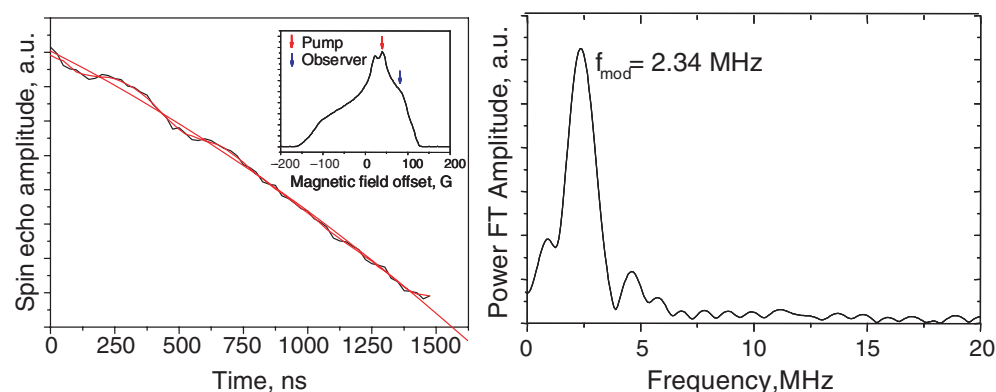 Spin echo amplitude, a.u.
Pump
Observer
−200 -100 0 100 200
Magnetic field offset, G
0 250 500 750 1000 1250 1500
Time, ns
Power FT Amplitude, a.u.
fmod= 2.34 MHz
0 5 10 15 20
Frequency,MHz